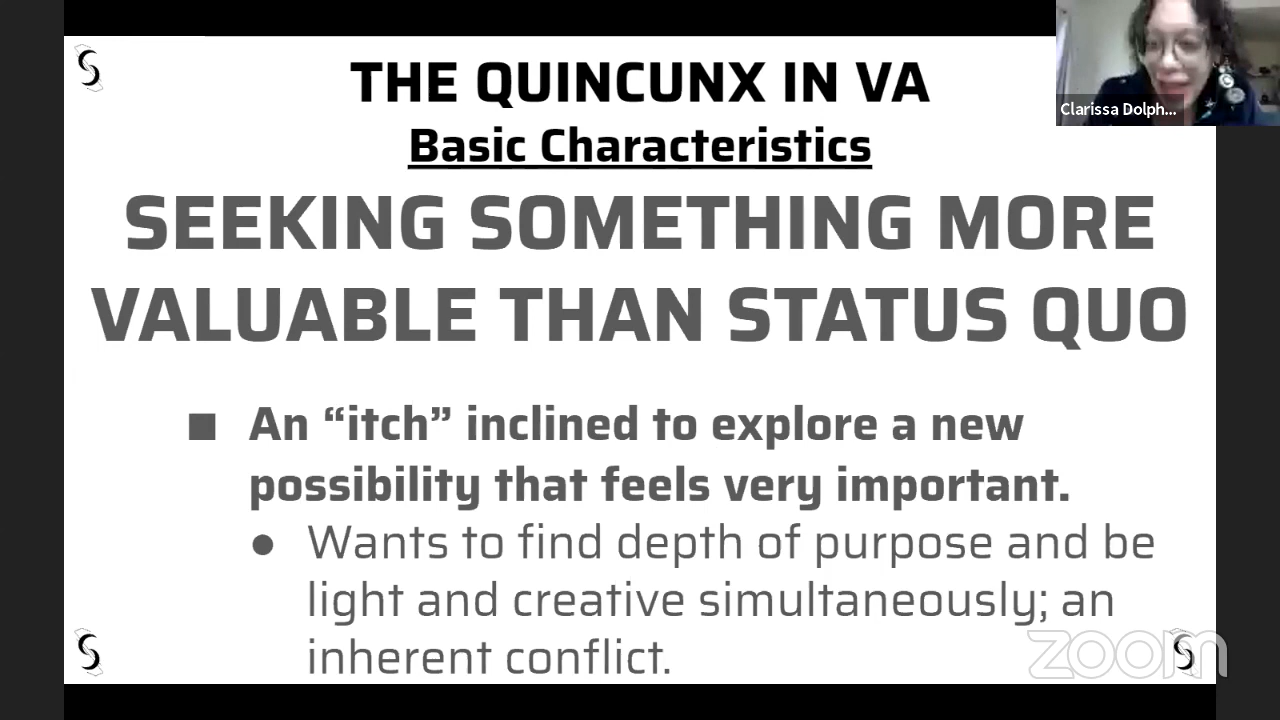 THE QUINCUNX IN VA
Basic Characteristics
SEEKING SOMETHING MORE
VALUABLE THAN STATUS QUO
■ An “itch” inclined to explore a new
possibility that feels very important.
● Wants to find depth of purpose and be
light and creative simultaneously; an
inherent conflict.
Clarissa Dolph...
zoom